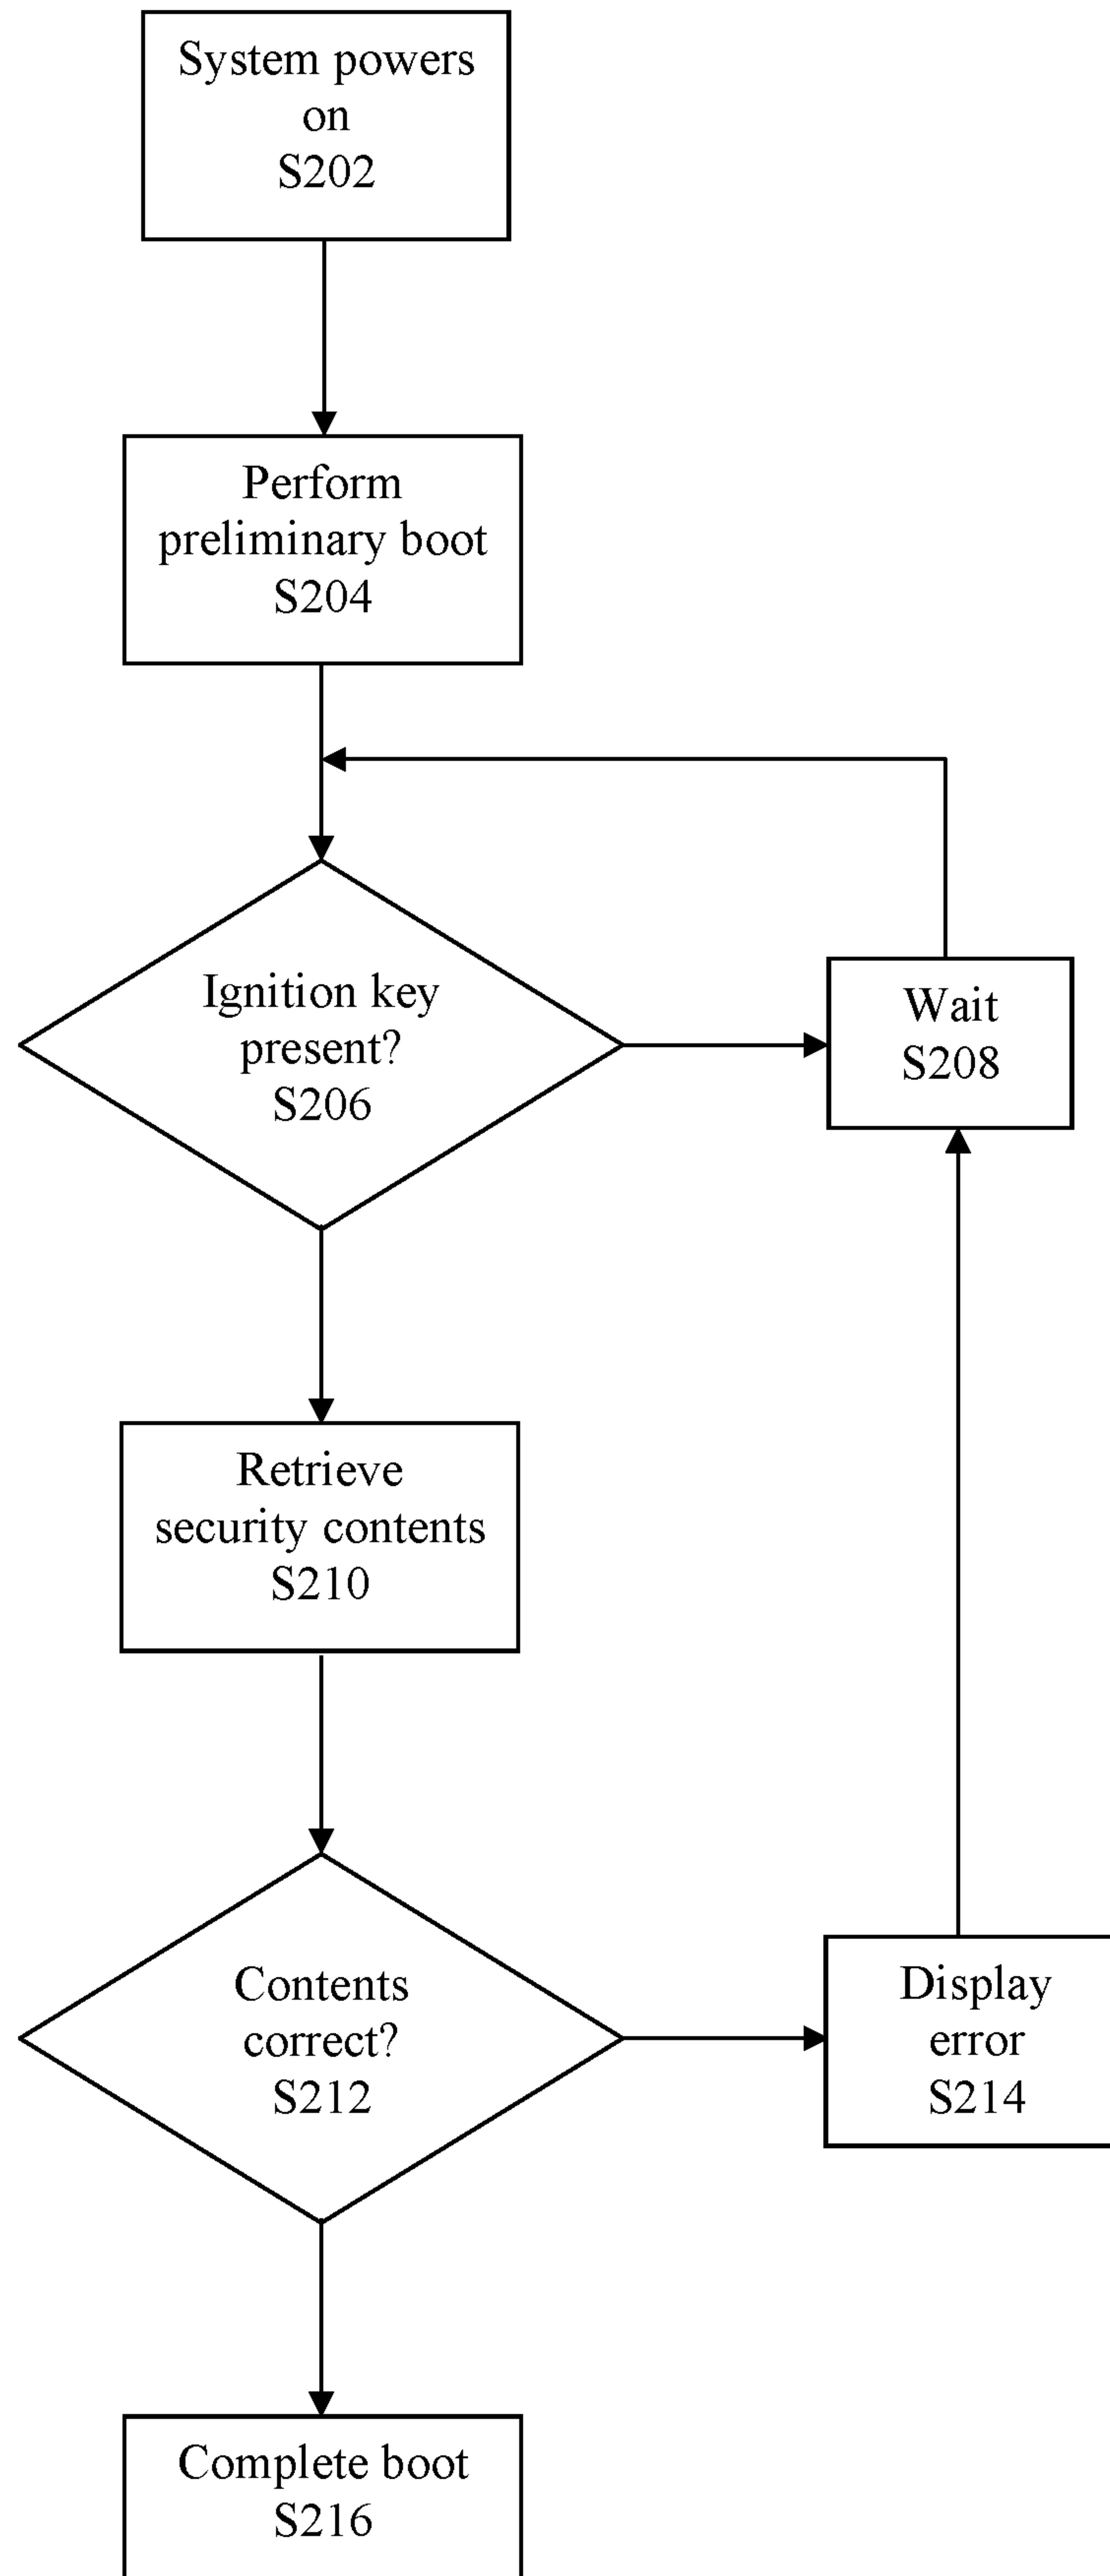 System powers
on
S202
Perform
preliminary boot
S204
Ignition key
present?
S206
Wait
S208
Retrieve
security contents
S210
Contents
correct?
S212
Display
error
S214
Complete boot
S216